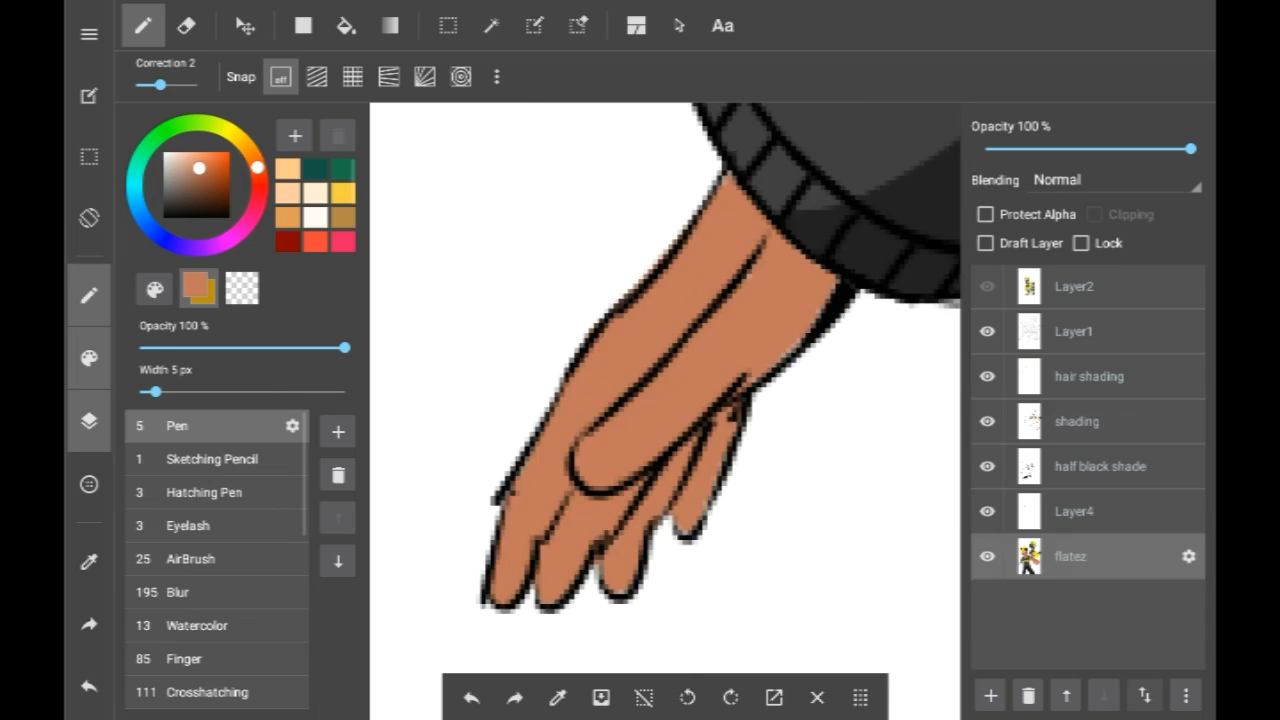 Aa
Correction 2
Snap
off
Opacity 100 %
Width 5 px
5 Pen
1 Sketching Pencil
3 Hatching Pen
3 Eyelash
25 AirBrush
195 Blur
13 Watercolor
85 Finger
111 Crosshatching
Opacity 100 %
Blending Normal
Protect Alpha
Clipping
Draft Layer
Lock
Layer2
Layer1
hair shading
shading
half black shade
Layer4
flatez